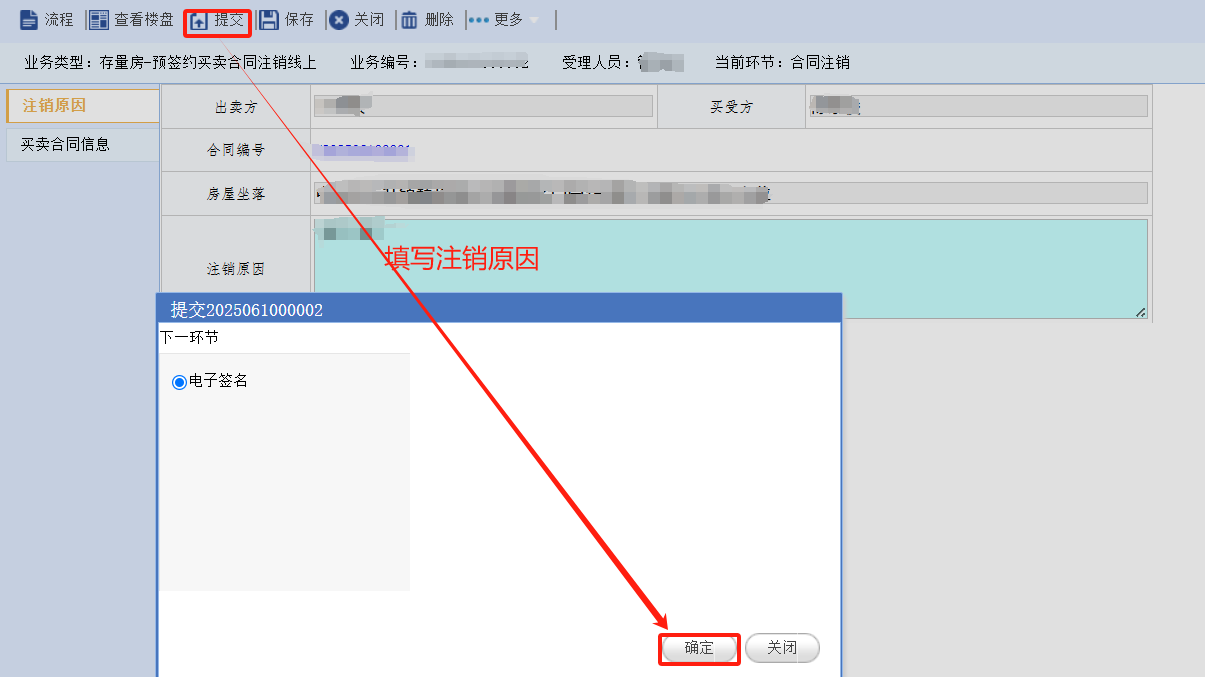 流程 查看楼盘 提交 保存 关闭 删除 更多
业务类型：存量房-预签约买卖合同注销线上 业务编号： 受理人员： 当前环节：合同注销
注销原因 出卖方 买受方
买卖合同信息
合同编号
房屋坐落
填写注销原因
注销原因
提交2025061000002
下一环节
电子签名
确定 关闭